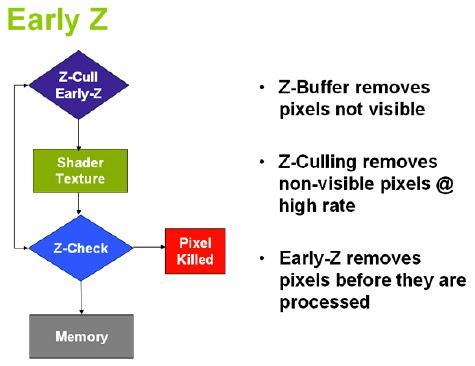 Early Z
Z-Cull
Early-Z
Shader
Texture
Z-Check
Pixel
Killed
Memory
• Z-Buffer removes
pixels not visible
• Z-Culling removes
non-visible pixels @
high rate
• Early-Z removes
pixels before they are
processed